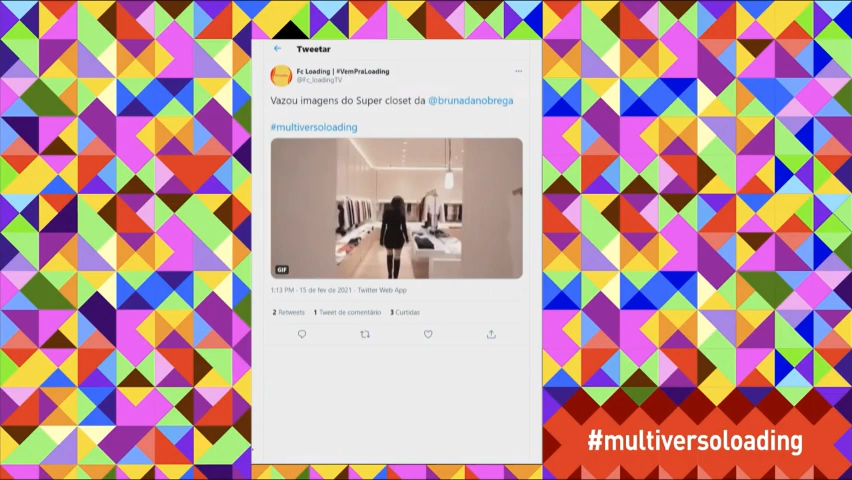 Tweetar
Fc Loading | #VemPraLoading
@Fc_loadingTV
Vazou imagens do Super closet da @brunadanobrega
#multiversoloading
GIF
1:13 PM · 15 de fev de 2021 · Twitter Web App
2 Retweets 1 Tweet de comentário 3 Curtidas
#multiversoloading